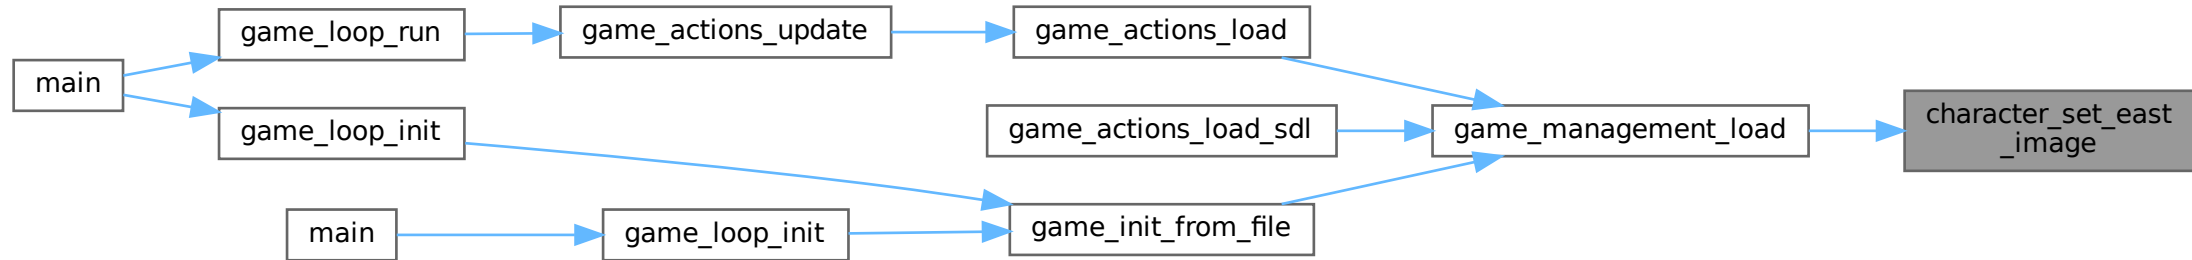 main
game_loop_run
game_loop_init
game_actions_update
game_actions_load
game_actions_load_sdl
main
game_loop_init
game_init_from_file
game_management_load
character_set_east
_image